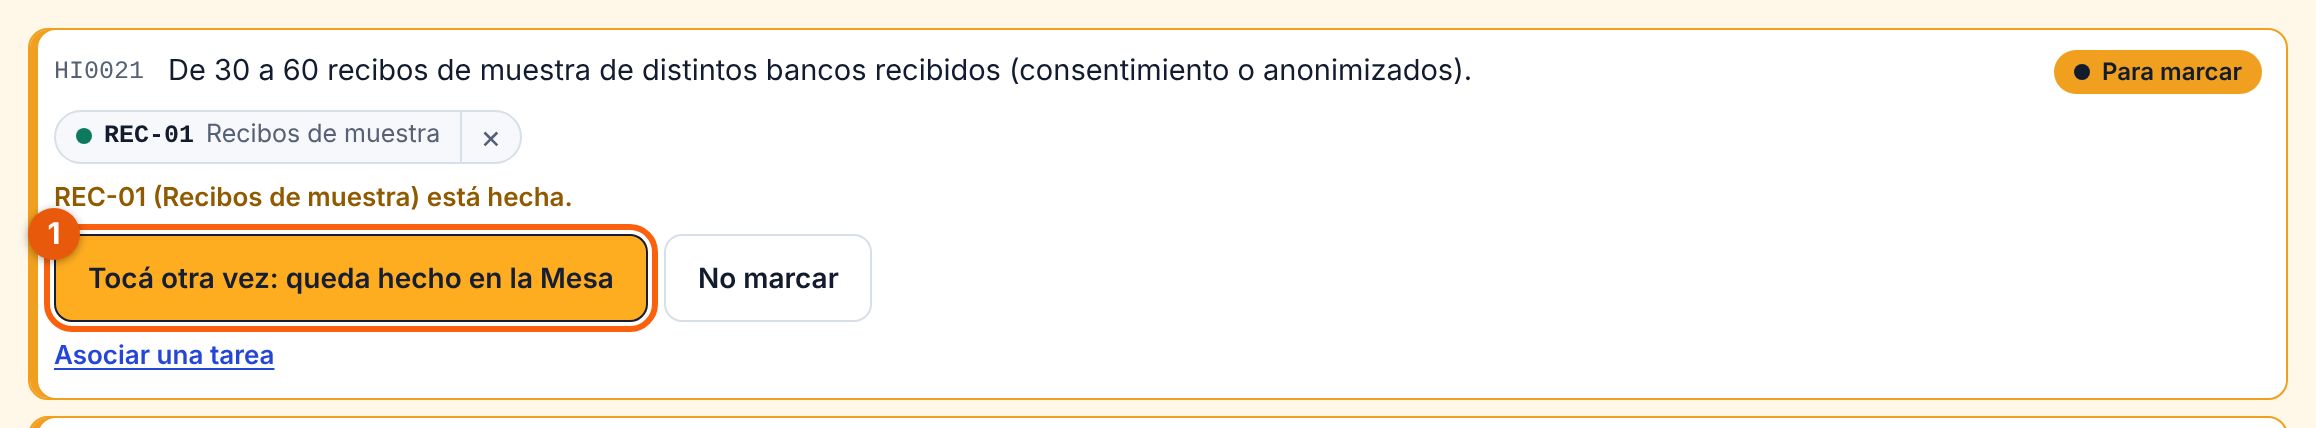 HI0021 De 30 a 60 recibos de muestra de distintos bancos recibidos (consentimiento o anonimizados).
Para marcar
REC-01 Recibos de muestra ×
REC-01 (Recibos de muestra) está hecha.
1
Tocá otra vez: queda hecho en la Mesa
No marcar
Asociar una tarea